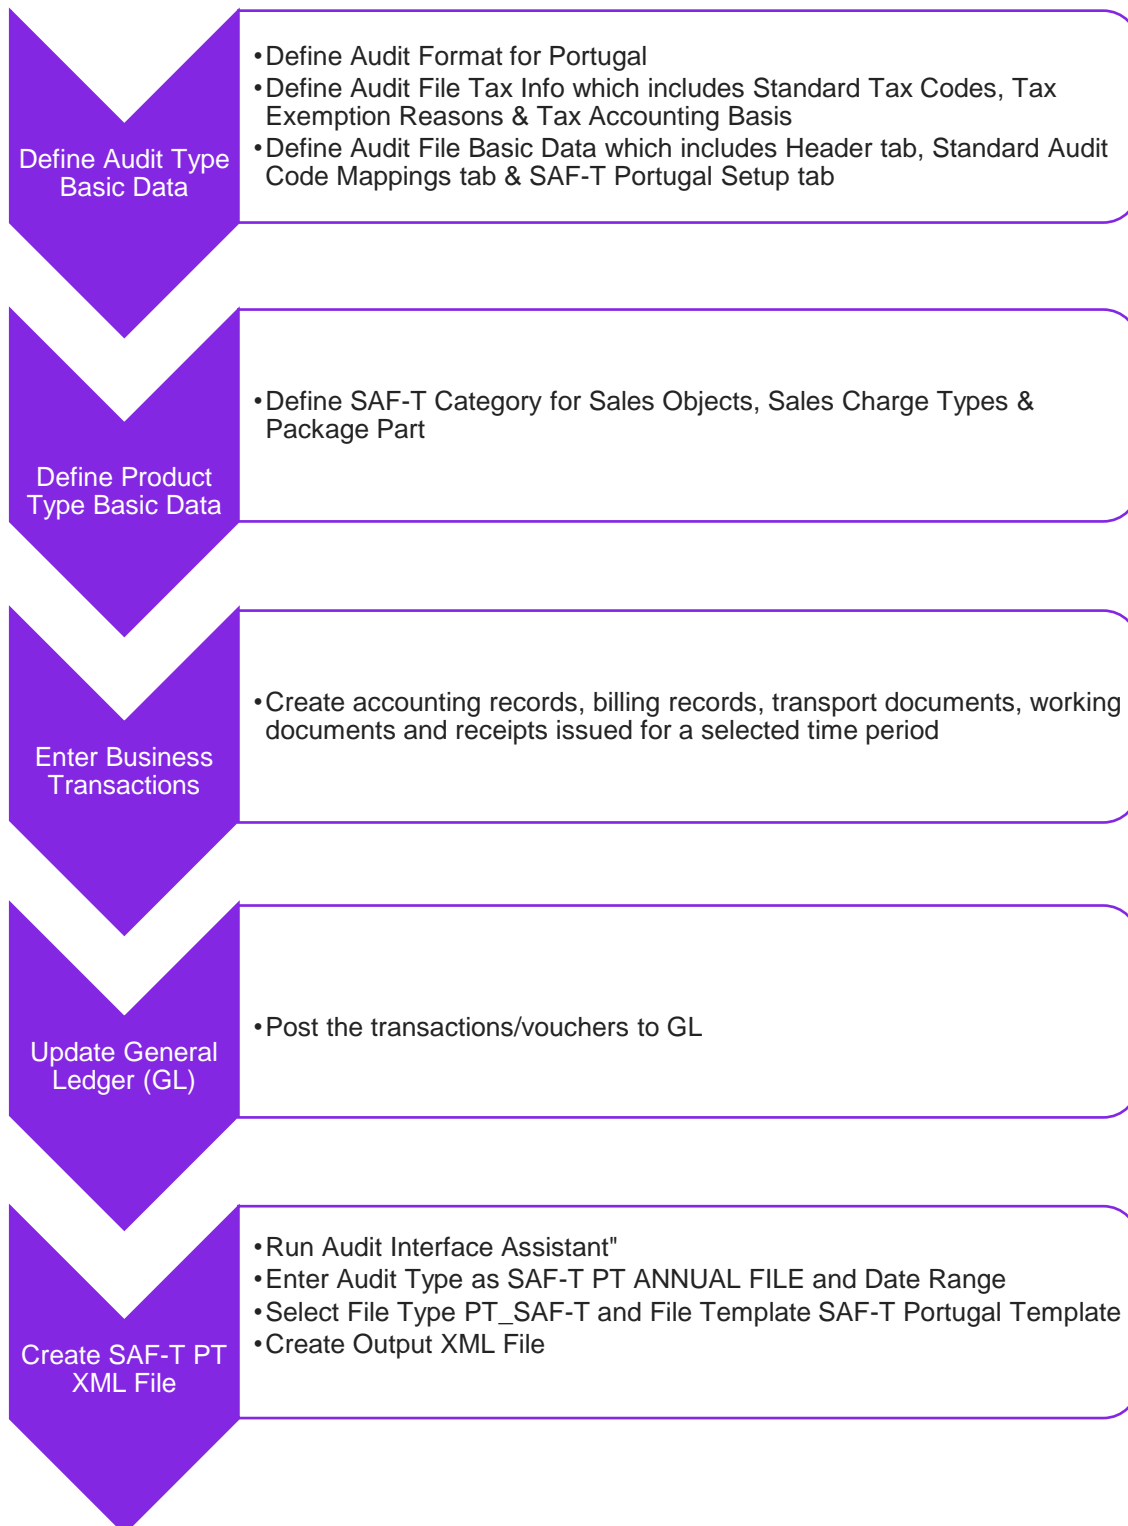 Define Audit Type
Basic Data
•Define Audit Format for Portugal
•Define Audit File Tax Info which includes Standard Tax Codes, Tax
Exemption Reasons & Tax Accounting Basis
•Define Audit File Basic Data which includes Header tab, Standard Audit
Code Mappings tab & SAF-T Portugal Setup tab
Define Product
Type Basic Data
•Define SAF-T Category for Sales Objects, Sales Charge Types &
Package Part
Enter Business
Transactions
•Create accounting records, billing records, transport documents, working
documents and receipts issued for a selected time period
Update General
Ledger (GL)
•Post the transactions/vouchers to GL
Create SAF-T PT
XML File
•Run Audit Interface Assistant"
•Enter Audit Type as SAF-T PT ANNUAL FILE and Date Range
•Select File Type PT_SAF-T and File Template SAF-T Portugal Template
•Create Output XML File